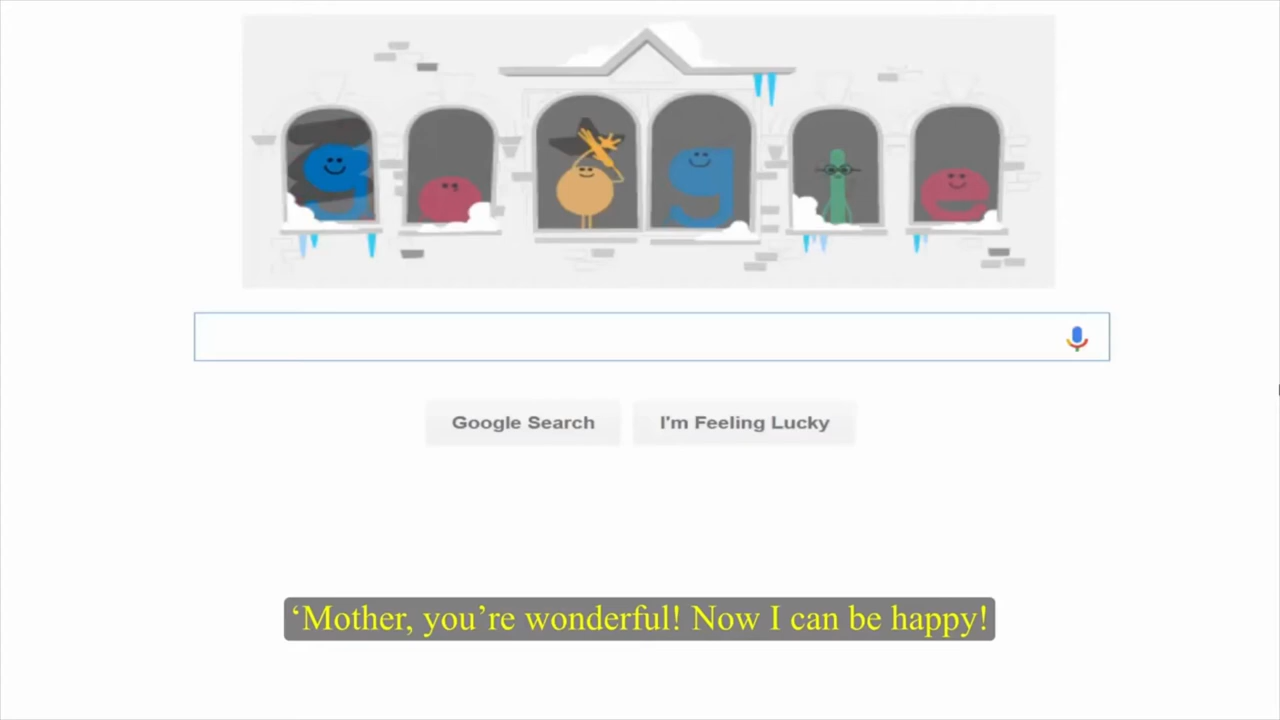 Google Search
I'm Feeling Lucky
‘Mother, you’re wonderful! Now I can be happy!